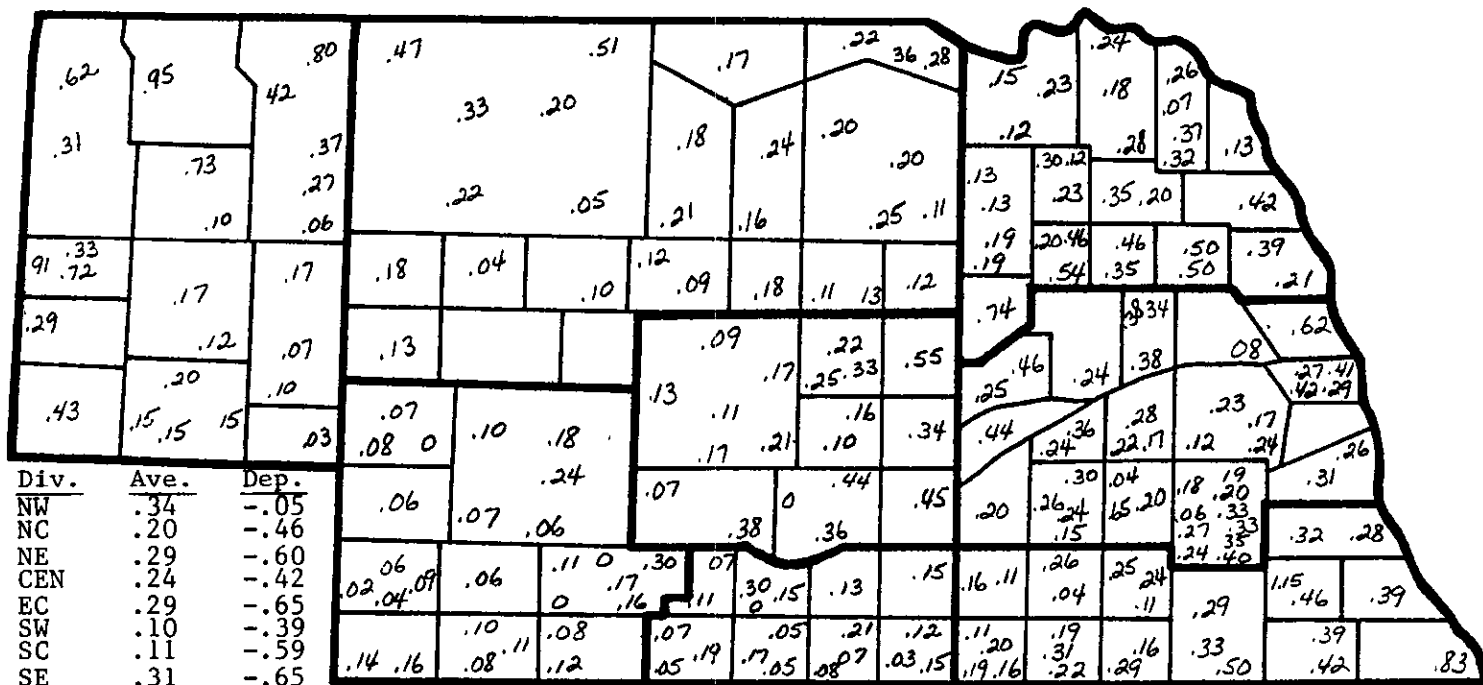 .47 .51 .17 .22 36 .28 .24
.62 .95 42 .80 .15 .23 .18 .26
.33 .20 .07
.31 .37 .18 .24 .20 .12 .28 .37 .32 .13
.73 .27 .20 .13 .30 .12
.22 .05 .13 .23 .35 .20 .42
.10 .06 .21 .16 .25 .11 .19 .20 .46 .46 .50 .39
91 .33 .72 .17 .17 .18 .04 .12 .09 .18 .11 13 .12 .19 .54 .35 .50 .21
.10
.29 .12 .07 .13 .09 .22 .55 .74 34 08 .62
.20 .10 .17 .25 .33 .46 .24 .38 .27 .41
.43 .15 .15 15 .03 .07 .13 .11 .16 .25 .28 .23 .42 .29
.08 0 .10 .18 .17 .21 .10 .34 .44 .24 .36 .22 .17 .12 .17 .24 .26
Div. Ave. Dep.
NW .34 -.05
NC .20 -.46
NE .29 -.60
CEN .24 -.42
EC .29 -.65
SW .10 -.39
SC .11 -.59
SE .31 -.65
.24 .07 .44 .30 .04 .18 19 .31
.06 0 .45 .20 .26 .24 .20 .20
.07 .06 .38 .36 .15 .06 .33 .32 .28
.27 .33 35
.24 .40
06 .11 0 .30 07 .15 .26 .25
.02 .04 .09 .06 .17 .11 .30 .15 .13 .16 .11 .04 .24 .29 1.15 .46 .39
0 .16 0 .11
.10 .08 .07 .05 .21 .12 .11 .19 .16 .33 .39
.14 .16 .08 .11 .12 .05 .19 .17 .05 .08 07 .03 .15 .20 .31 .29 .50 .42 .83
.19 .16 .22